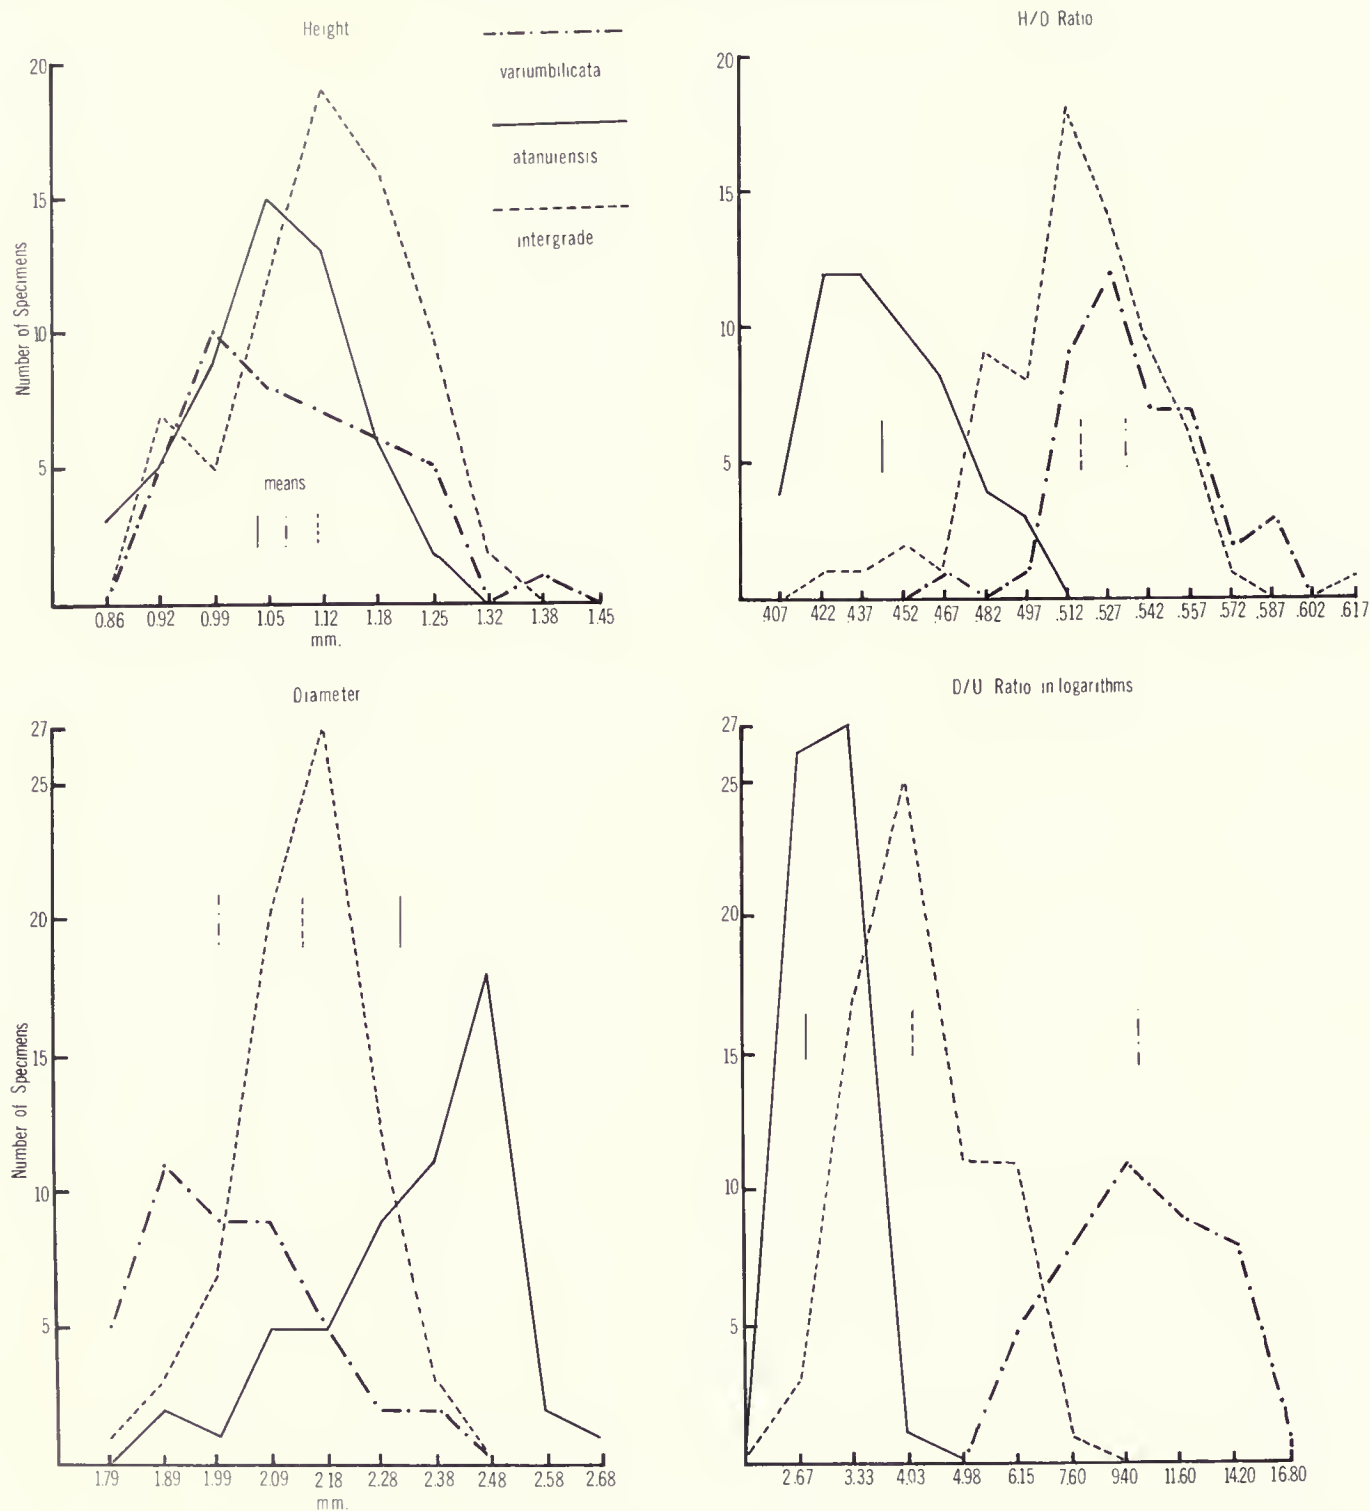 Height
variumbilicata
atanuiensis
intergrade
20
15
10
5
Number of Specimens
means
0.86 0.92 0.99 1.05 1.12 1.18 1.25 1.32 1.38 1.45
mm.
H/D Ratio
20
15
10
5
407 422 .437 452 .467 .482 .497 .512 .527 .542 .557 .572 .587 .602 .617
Diameter
27
25
20
15
10
5
Number of Specimens
1.79 1.89 1.99 2.09 2.18 2.28 2.38 2.48 2.58 2.68
mm.
D/U Ratio in logarithms
27
25
20
15
10
5
2.67 3.33 4.03 4.98 6.15 7.60 9.40 11.60 14.20 16.80